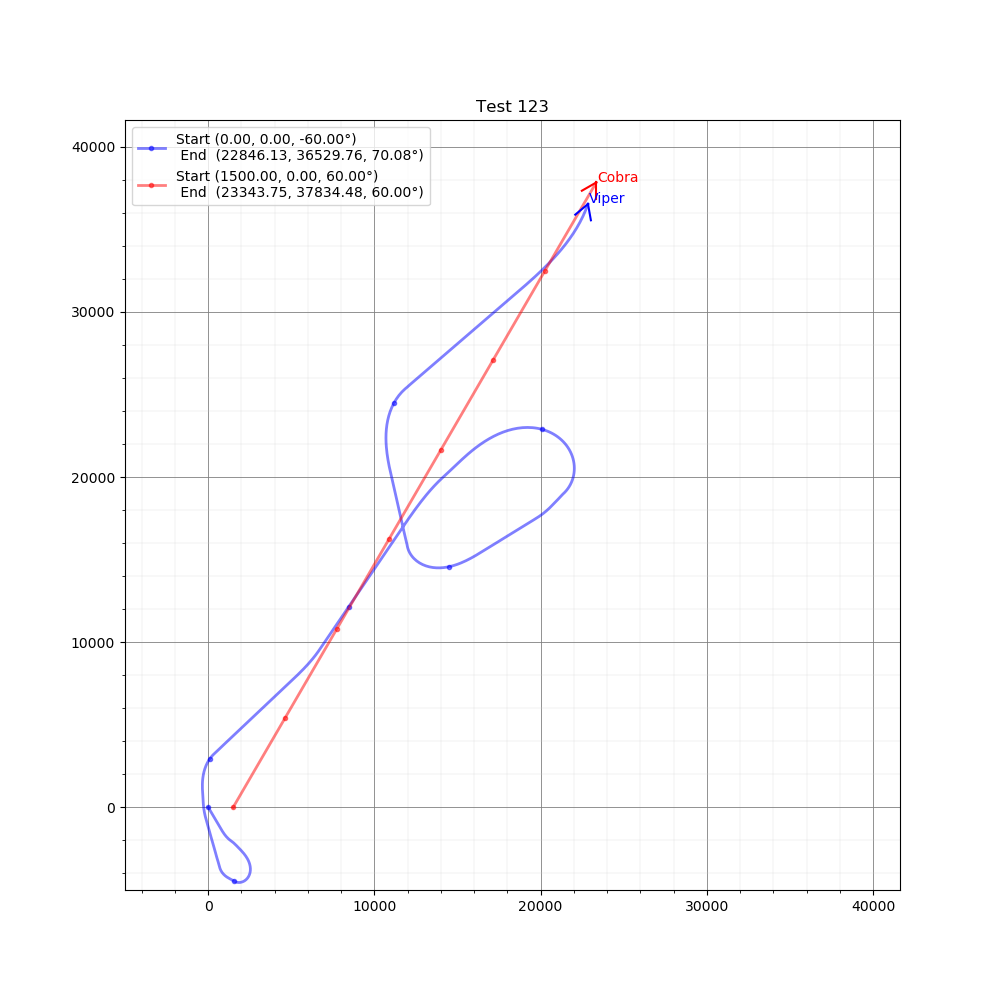 Test 123
Start (0.00, 0.00, -60.00°)
End  (22846.13, 36529.76, 70.08°)
Start (1500.00, 0.00, 60.00°)
End  (23343.75, 37834.48, 60.00°)
Cobra
Viper
40000
30000
20000
10000
0
0
10000
20000
30000
40000